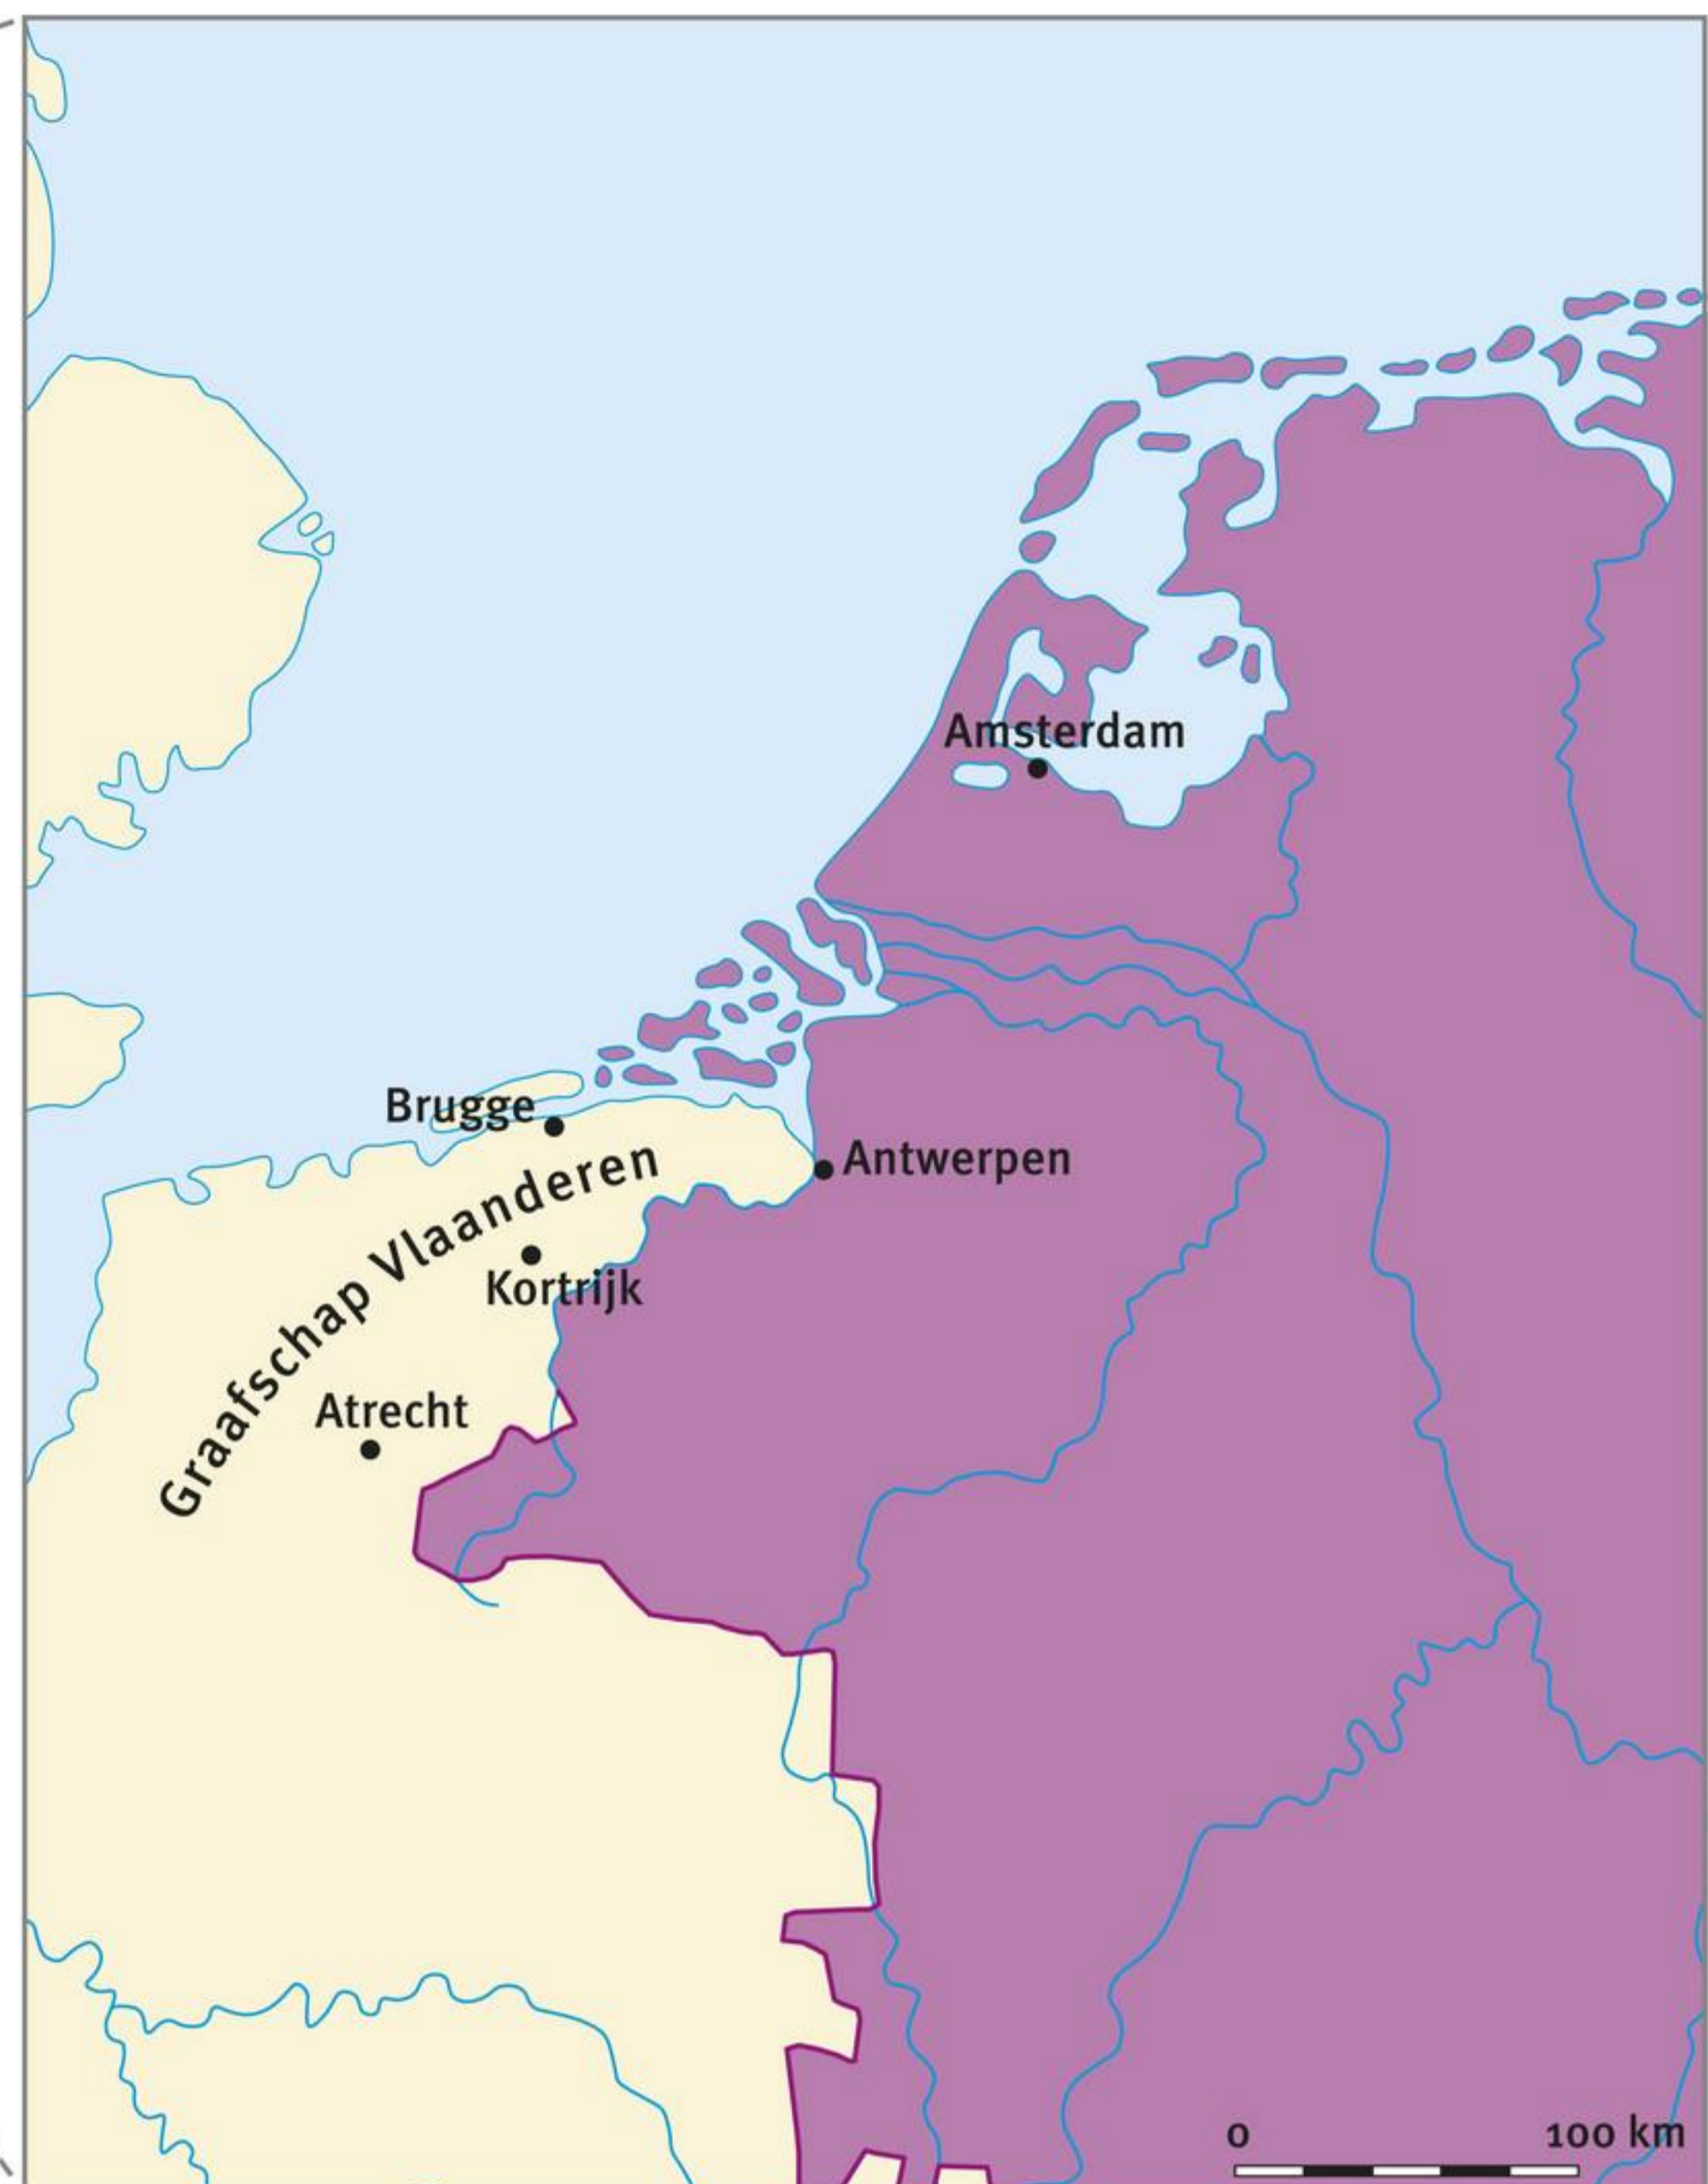 Amsterdam
Brugge
Antwerpen
Graafschap Vlaanderen
Kortrijk
Atrecht
0 100 km